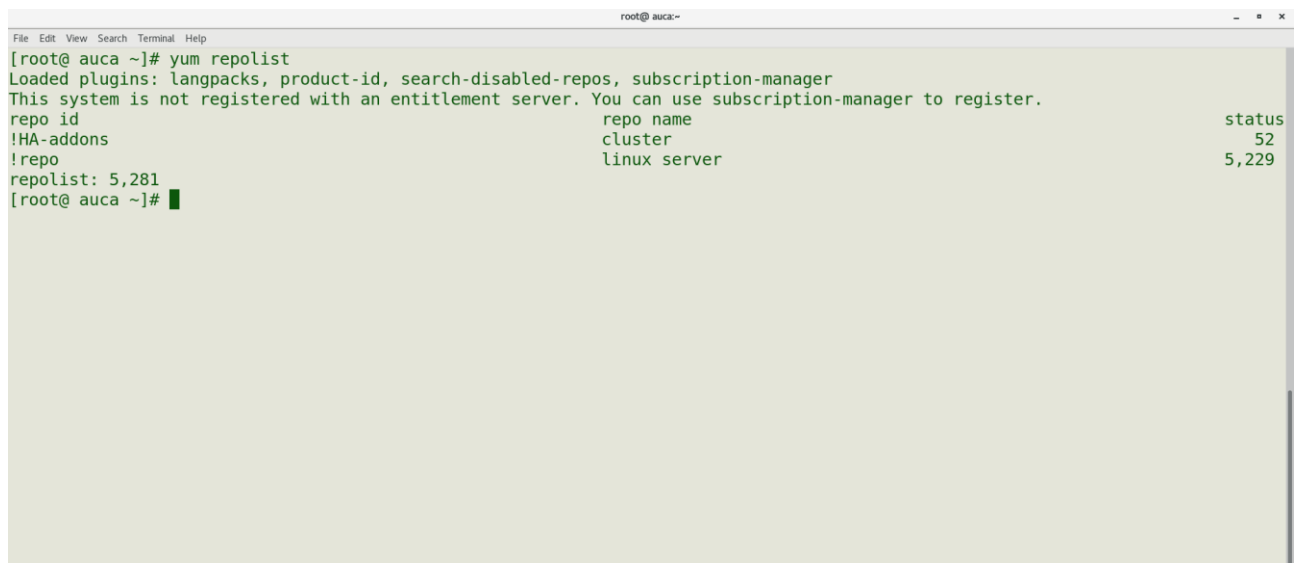 root@ auca:~
File Edit View Search Terminal Help
[root@ auca ~]# yum repolist
Loaded plugins: langpacks, product-id, search-disabled-repos, subscription-manager
This system is not registered with an entitlement server. You can use subscription-manager to register.
repo id repo name status
!HA-addons cluster 52
!repo linux server 5,229
repolist: 5,281
[root@ auca ~]#